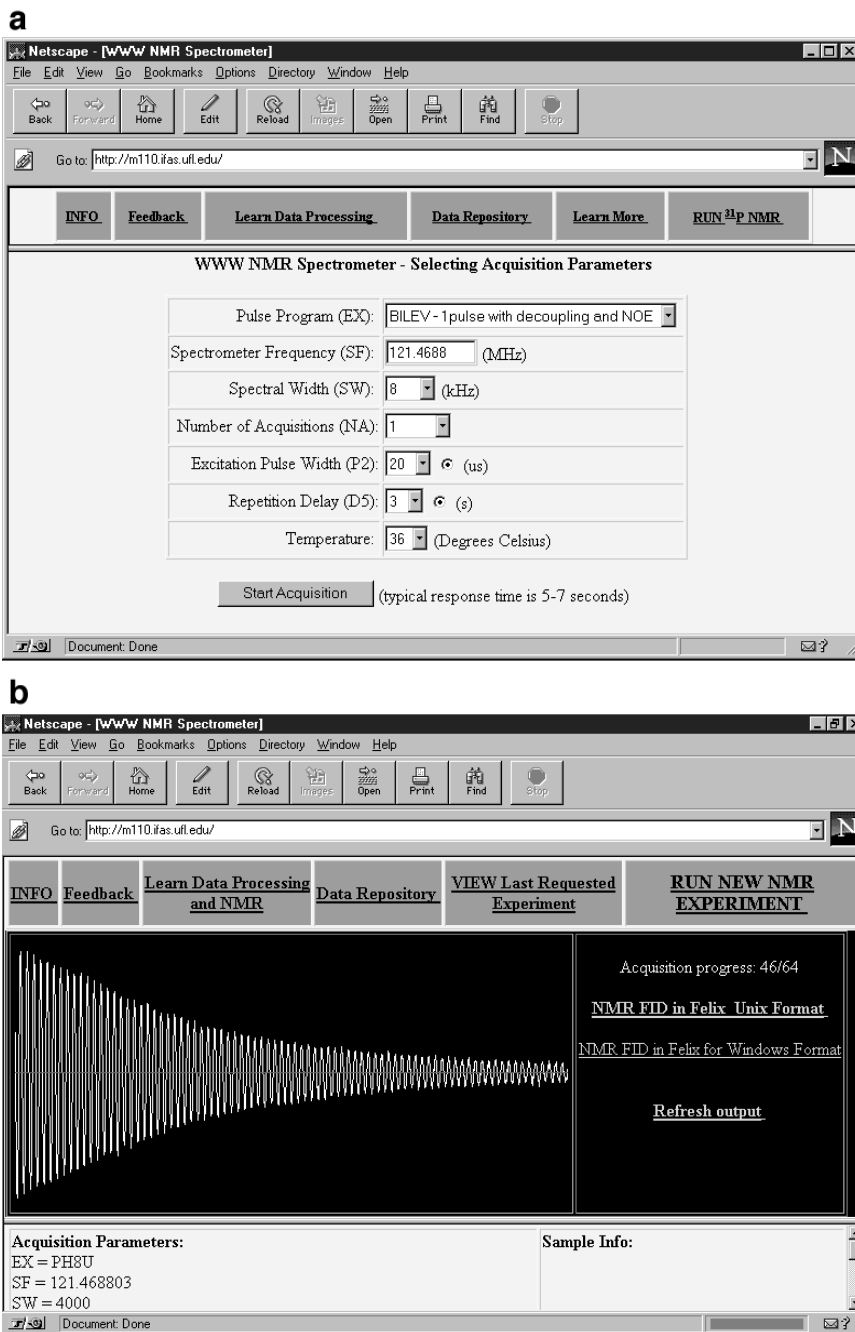 a
Netscape - [WWW NMR Spectrometer]
File Edit View Go Bookmarks Options Directory Window Help
Back Forward Home Edit Reload Images Open Print Find Stop
Go to: http://m110.ifas.ufl.edu/ N
INFO Feedback Learn Data Processing Data Repository Learn More RUN ³¹P NMR
WWW NMR Spectrometer - Selecting Acquisition Parameters
Pulse Program (EX): BILEV - 1pulse with decoupling and NOE
Spectrometer Frequency (SF): 121.4688 (MHz)
Spectral Width (SW): 8 (kHz)
Number of Acquisitions (NA): 1
Excitation Pulse Width (P2): 20 (us)
Repetition Delay (D5): 3 (s)
Temperature: 36 (Degrees Celsius)
Start Acquisition (typical response time is 5-7 seconds)
Document: Done
b
Netscape - [WWW NMR Spectrometer]
File Edit View Go Bookmarks Options Directory Window Help
Back Forward Home Edit Reload Images Open Print Find Stop
Go to: http://m110.ifas.ufl.edu/ N
INFO Feedback Learn Data Processing and NMR Data Repository VIEW Last Requested Experiment RUN NEW NMR EXPERIMENT
Acquisition progress: 46/64
NMR FID in Felix Unix Format
NMR FID in Felix for Windows Format
Refresh output
Acquisition Parameters: Sample Info:
EX = PH8U
SF = 121.468803
SW = 4000
Document: Done